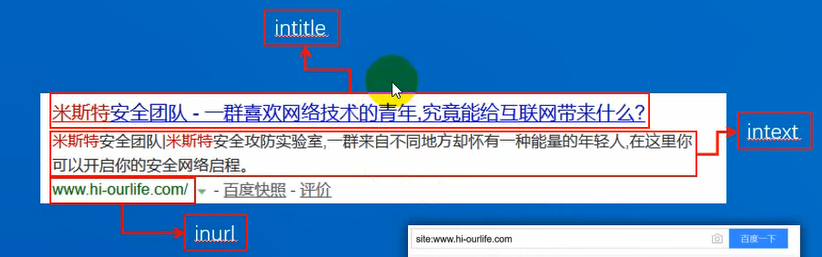 intitle
米斯特安全团队 - 一群喜欢网络技术的青年,究竟能给互联网带来什么?
米斯特安全团队|米斯特安全攻防实验室,一群来自不同地方却怀有一种能量的年轻人,在这里你
可以开启你的安全网络启程。
intext
www.hi-ourlife.com/ - 百度快照 - 评价
inurl
site:www.hi-ourlife.com
百度一下